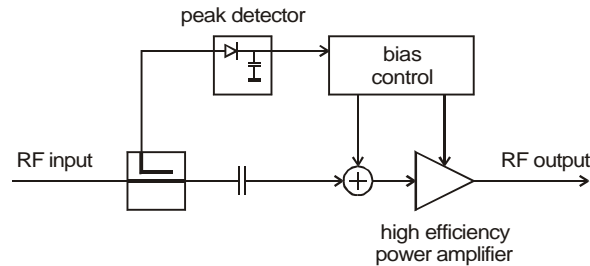 peak detector
bias
control
RF input
RF output
high efficiency
power amplifier